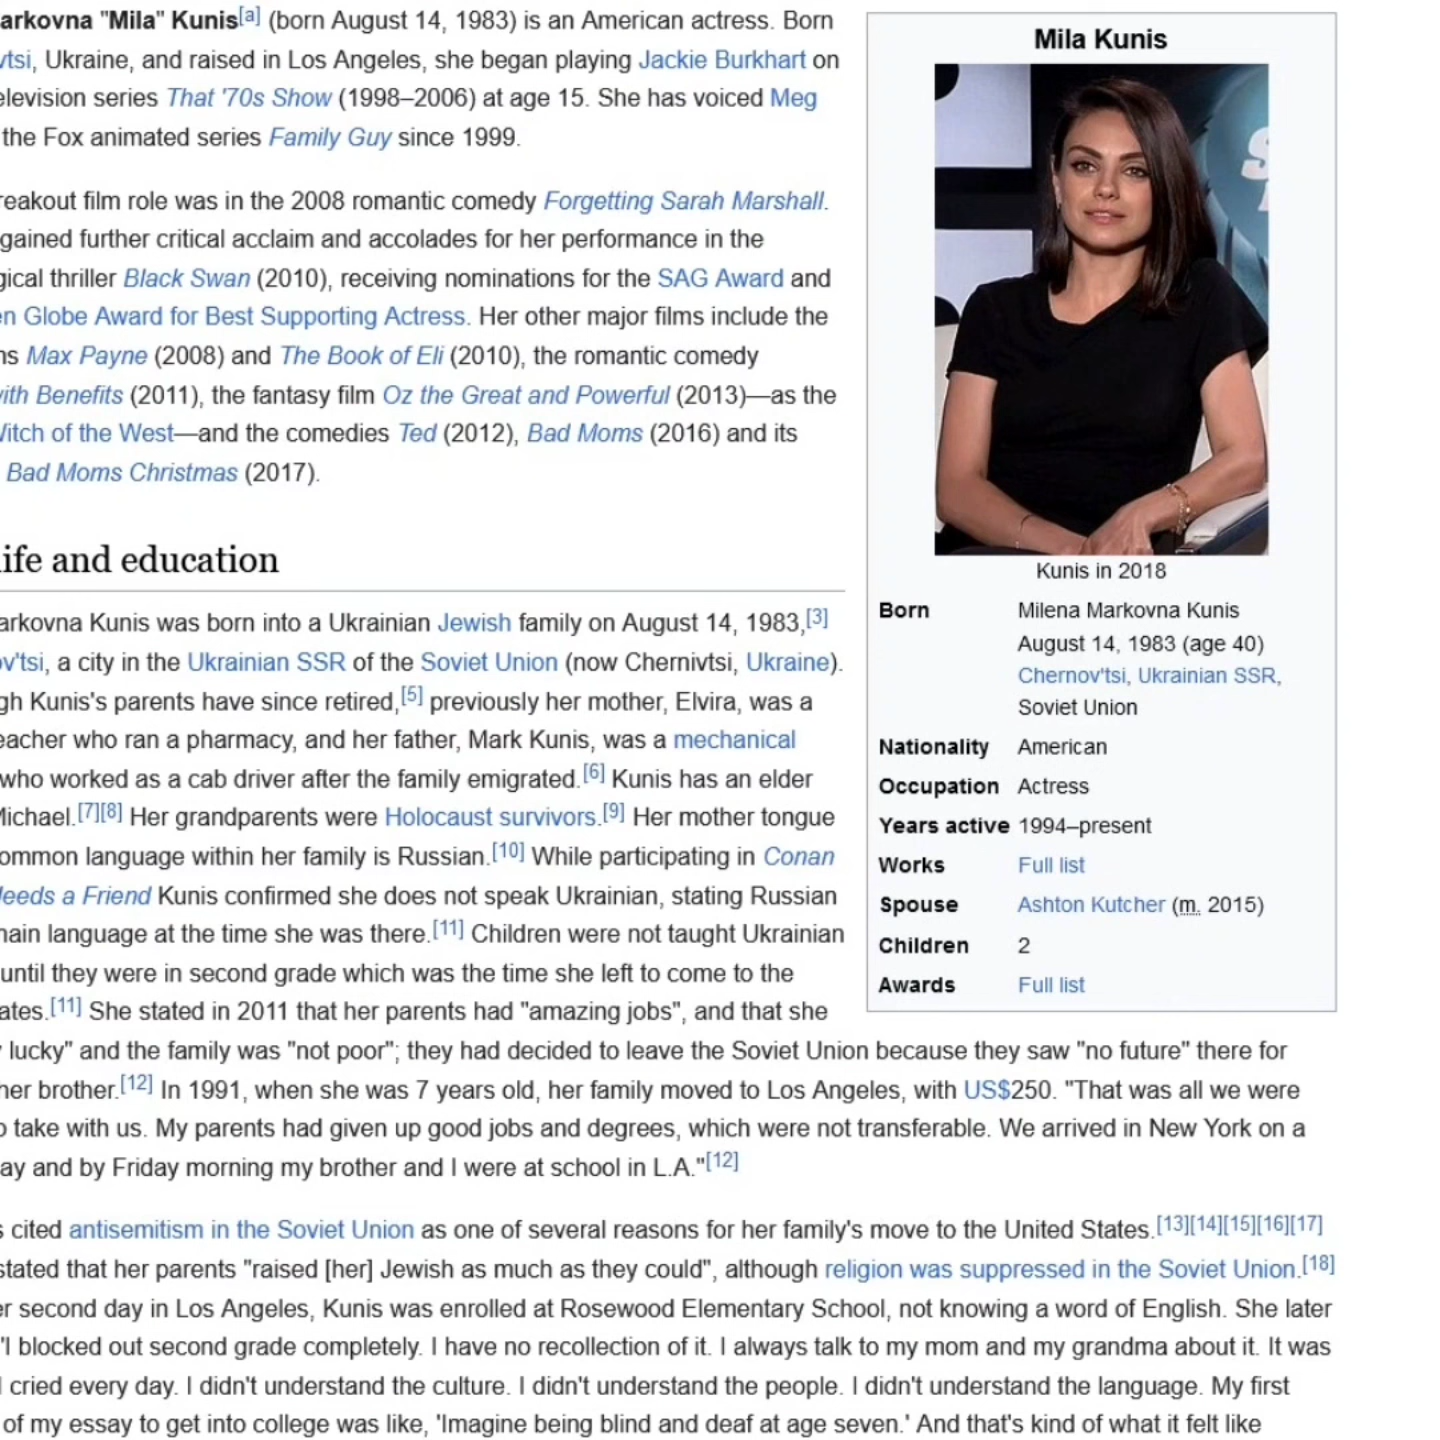 arkovna "Mila" Kunis[a] (born August 14, 1983) is an American actress. Born
vtsi, Ukraine, and raised in Los Angeles, she began playing Jackie Burkhart on
elevision series That '70s Show (1998–2006) at age 15. She has voiced Meg
the Fox animated series Family Guy since 1999.
reakout film role was in the 2008 romantic comedy Forgetting Sarah Marshall.
gained further critical acclaim and accolades for her performance in the
gical thriller Black Swan (2010), receiving nominations for the SAG Award and
en Globe Award for Best Supporting Actress. Her other major films include the
ns Max Payne (2008) and The Book of Eli (2010), the romantic comedy
vith Benefits (2011), the fantasy film Oz the Great and Powerful (2013)—as the
Vitch of the West—and the comedies Ted (2012), Bad Moms (2016) and its
Bad Moms Christmas (2017).
life and education
arkovna Kunis was born into a Ukrainian Jewish family on August 14, 1983,[3]
ov'tsi, a city in the Ukrainian SSR of the Soviet Union (now Chernivtsi, Ukraine).
gh Kunis's parents have since retired,[5] previously her mother, Elvira, was a
eacher who ran a pharmacy, and her father, Mark Kunis, was a mechanical
who worked as a cab driver after the family emigrated.[6] Kunis has an elder
Michael.[7][8] Her grandparents were Holocaust survivors.[9] Her mother tongue
ommon language within her family is Russian.[10] While participating in Conan
Needs a Friend Kunis confirmed she does not speak Ukrainian, stating Russian
nain language at the time she was there.[11] Children were not taught Ukrainian
until they were in second grade which was the time she left to come to the
ates.[11] She stated in 2011 that her parents had "amazing jobs", and that she
y lucky" and the family was "not poor"; they had decided to leave the Soviet Union because they saw "no future" there for
her brother.[12] In 1991, when she was 7 years old, her family moved to Los Angeles, with US$250. "That was all we were
o take with us. My parents had given up good jobs and degrees, which were not transferable. We arrived in New York on a
ay and by Friday morning my brother and I were at school in L.A."[12]
s cited antisemitism in the Soviet Union as one of several reasons for her family's move to the United States.[13][14][15][16][17]
stated that her parents "raised [her] Jewish as much as they could", although religion was suppressed in the Soviet Union.[18]
er second day in Los Angeles, Kunis was enrolled at Rosewood Elementary School, not knowing a word of English. She later
"I blocked out second grade completely. I have no recollection of it. I always talk to my mom and my grandma about it. It was
I cried every day. I didn't understand the culture. I didn't understand the people. I didn't understand the language. My first
of my essay to get into college was like, 'Imagine being blind and deaf at age seven.' And that's kind of what it felt like
Mila Kunis
S
Kunis in 2018
Born Milena Markovna Kunis
August 14, 1983 (age 40)
Chernov'tsi, Ukrainian SSR,
Soviet Union
Nationality American
Occupation Actress
Years active 1994–present
Works Full list
Spouse Ashton Kutcher (m. 2015)
Children 2
Awards Full list